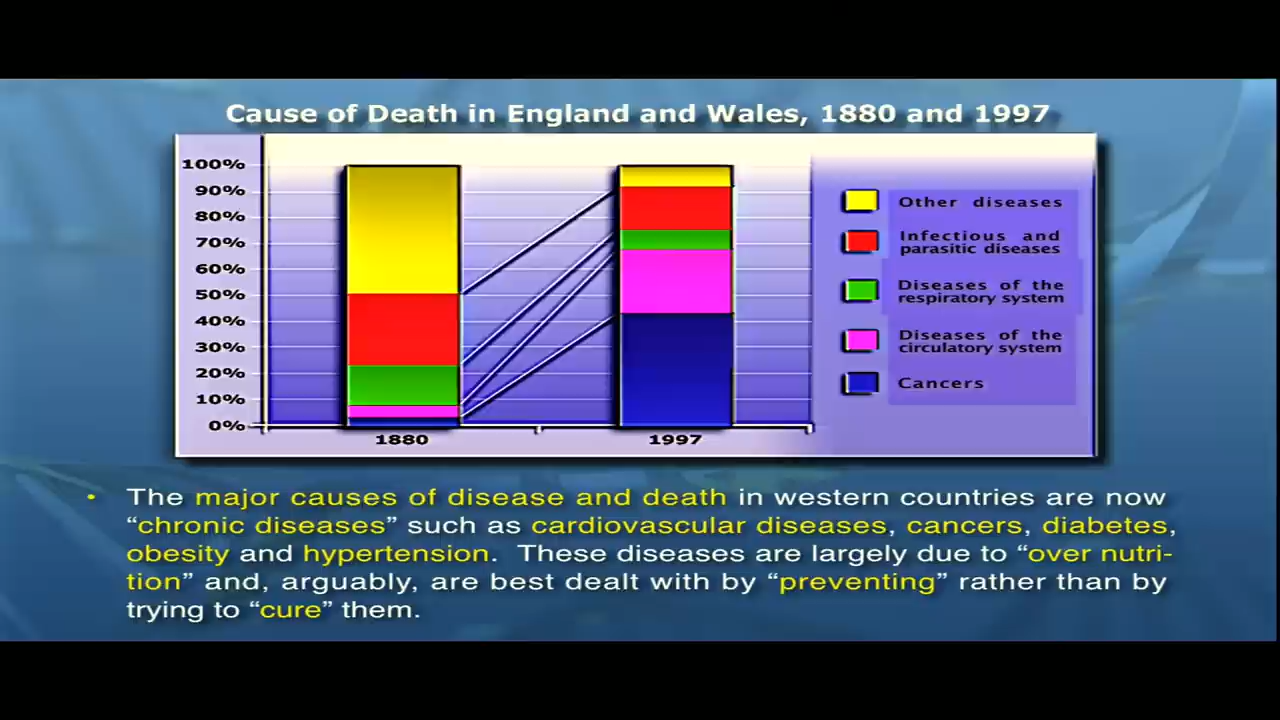 Cause of Death in England and Wales, 1880 and 1997
100%
90%
80%
70%
60%
50%
40%
30%
20%
10%
0%
1880
1997
Other diseases
Infectious and
parasitic diseases
Diseases of the
respiratory system
Diseases of the
circulatory system
Cancers
• The major causes of disease and death in western countries are now
“chronic diseases” such as cardiovascular diseases, cancers, diabetes,
obesity and hypertension. These diseases are largely due to “over nutri-
tion” and, arguably, are best dealt with by “preventing” rather than by
trying to “cure” them.